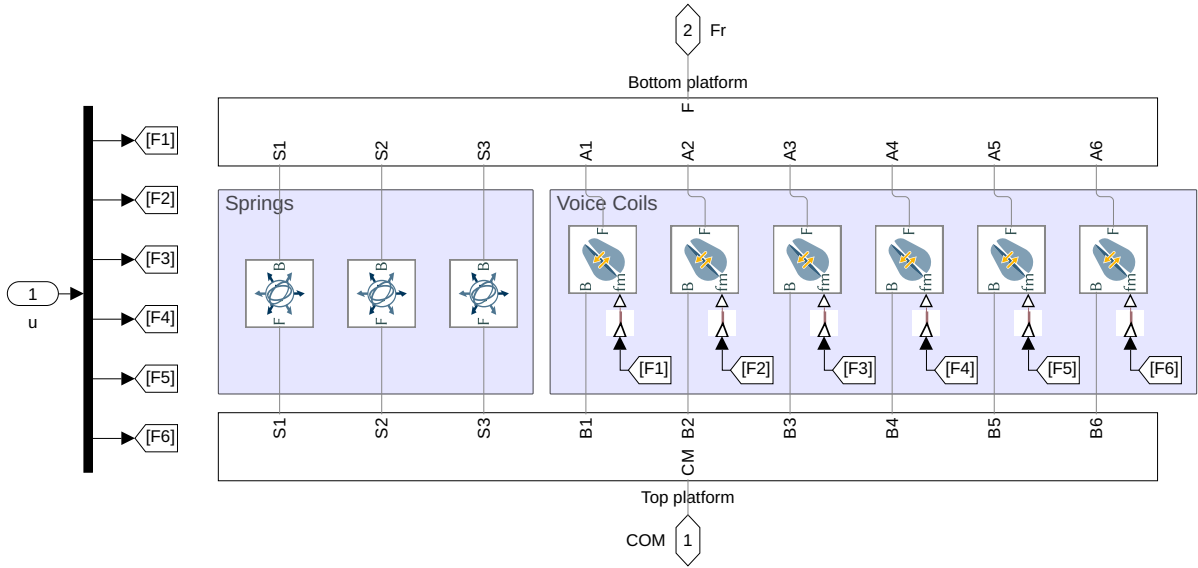 2 Fr
Bottom platform
F
S1 S2 S3 A1 A2 A3 A4 A5 A6
[F1]
[F2]
[F3]
[F4]
[F5]
[F6]
1
u
Springs
B B B
F F F
Voice Coils
F F F F F F
B fm B fm B fm B fm B fm B fm
[F1] [F2] [F3] [F4] [F5] [F6]
S1 S2 S3 B1 B2 B3 B4 B5 B6
CM
Top platform
COM 1